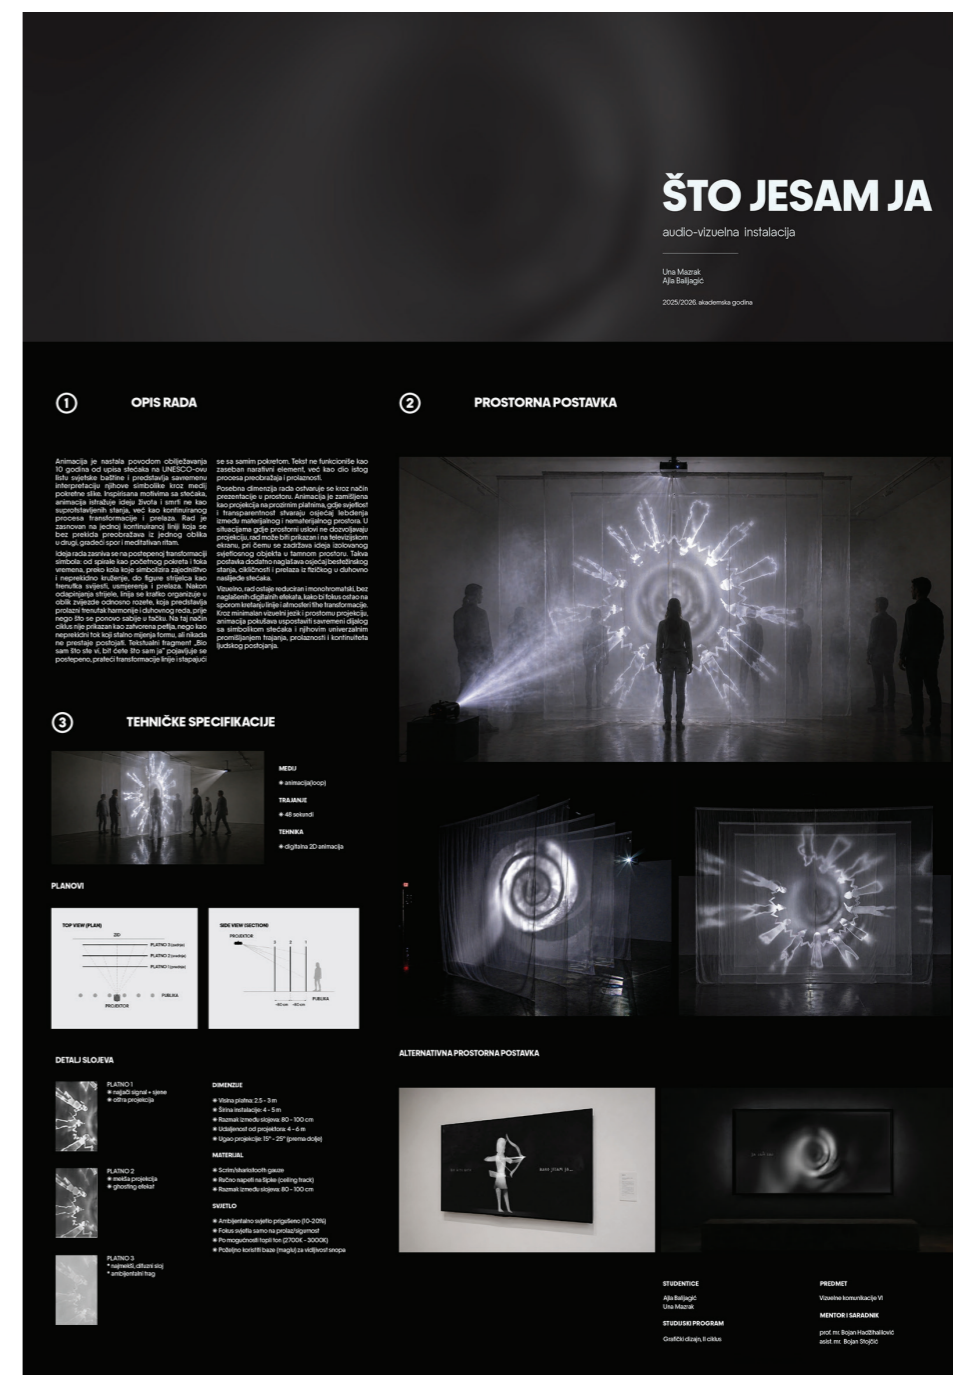 ŠTO JESAM JA
audio-vizuelna instalacija
Una Mazrak
Ajla Balijagić
2025/2026. akademska godina
1 OPIS RADA
Animacija je nastala povodom obilježavanja
10 godina od upisa stećaka na UNESCO-ovu
listu svjetske baštine i predstavlja savremenu
interpretaciju njihove simbolike kroz medij
pokretne slike. Inspirisana motivima sa stećaka,
animacija istražuje ideju života i smrti ne kao
suprotstavljenih stanja, već kao kontinuiranog
procesa transformacije i prelaza. Rad je
zasnovan na jednoj kontinuiranoj liniji koja se
bez prekida preobražava iz jednog oblika
u drugi, gradeći spor i meditativan ritam.
Ideja rada zasniva se na postepenoj transformaciji
simbola: od spirale kao početnog pokreta i toka
vremena, preko kola koje simbolizira zajedništvo
i neprekidno kruženje, do figure strijelca kao
trenutka svijesti, usmjerenja i prelaza. Nakon
odapinjanja strijele, linija se kratko organizuje u
oblik zvijezde odnosno rozete, koja predstavlja
prolazni trenutak harmonije i duhovnog reda, prije
nego što se ponovo sabije u tačku. Na taj način
ciklus nije prikazan kao zatvorena petlja, nego kao
neprekidni tok koji stalno mijenja formu, ali nikada
ne prestaje postojati. Tekstualni fragment „Bio
sam što ste vi, bit ćete što sam ja" pojavljuje se
postepeno, prateći transformacije linije i stapajući
se sa samim pokretom. Tekst ne funkcioniše kao
zaseban narativni element, već kao dio istog
procesa preobražaja i prolaznosti.
Posebna dimenzija rada ostvaruje se kroz način
prezentacije u prostoru. Animacija je zamišljena
kao projekcija na prozirnim platnima, gdje svjetlost
i transparentnost stvaraju osjećaj lebdenja
između materijalnog i nematerijalnog prostora. U
situacijama gdje prostorni uslovi ne dozvoljavaju
projekciju, rad može biti prikazan i na televizijskom
ekranu, pri čemu se zadržava ideja izolovanog
svjetlosnog objekta u tamnom prostoru. Takva
postavka dodatno naglašava osjećaj bestežinskog
stanja, cikličnosti i prelaza iz fizičkog u duhovno
naslijeđe stećaka.
Vizuelno, rad ostaje reduciran i monohromatski, bez
naglašenih digitalnih efekata, kako bi fokus ostao na
sporom kretanju linije i atmosferi tihe transformacije.
Kroz minimalan vizuelni jezik i prostornu projekciju,
animacija pokušava uspostaviti savremeni dijalog
sa simbolikom stećaka i njihovim univerzalnim
promišljanjem trajanja, prolaznosti i kontinuiteta
ljudskog postojanja.
2 PROSTORNA POSTAVKA
3 TEHNIČKE SPECIFIKACIJE
MEDIJ
* animacija(loop)
TRAJANJE
* 48 sekundi
TEHNIKA
* digitalna 2D animacija
PLANOVI
TOP VIEW (PLAN)
PLATNO 3 (zadnje)
PLATNO 2 (srednje)
PLATNO 1 (prednje)
PUBLIKA
PROJEKTOR
SIDE VIEW (SECTION)
PROJEKTOR
3 2 1
~80 cm ~80 cm
PUBLIKA
DETALJ SLOJEVA
PLATNO 1
* najjači signal + sjene
* oštra projekcija
PLATNO 2
* mekša projekcija
* ghosting efekat
PLATNO 3
* najmekši, difuzni sloj
* ambijentalni trag
DIMENZIJE
* Visina platna: 2.5 - 3 m
* Širina instalacije: 4 - 5 m
* Razmak između slojeva: 80 - 100 cm
* Udaljenost od projektora: 4 - 6 m
* Ugao projekcije: 15° - 25° (prema dolje)
MATERIJAL
* Scrim/sharkstooth gauze
* Ručno napeti na šipke (ceiling track)
* Razmak između slojeva: 80 - 100 cm
SVJETLO
* Ambijentalno svjetlo prigušeno (10-20%)
* Fokus svjetla samo na prolaz/sigurnost
* Po mogućnosti topli ton (2700K - 3000K)
* Poželjno koristiti haze (maglu) za vidljivost snopa
ALTERNATIVNA PROSTORNA POSTAVKA
STUDENTICE
Ajla Balijagić
Una Mazrak
STUDIJSKI PROGRAM
Grafički dizajn, II ciklus
PREDMET
Vizuelne komunikacije VI
MENTOR I SARADNIK
prof. mr. Bojan Hadžihalilović
asist. mr. Bojan Stojčić